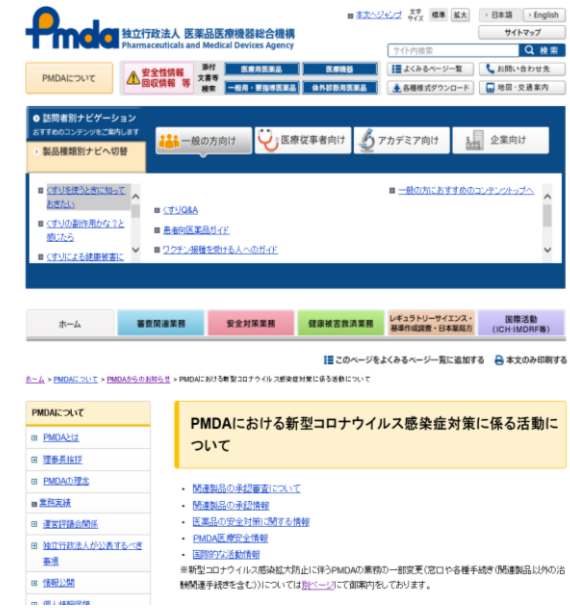 本文へジャンプ 文字サイズ 標準 拡大 日本語 English
Pmda 独立行政法人 医薬品医療機器総合機構
Pharmaceuticals and Medical Devices Agency
サイトマップ
サイト内検索 検索
PMDAについて
安全性情報
回収情報 等
添付
文書等
検索
医療用医薬品 医療機器
一般用・要指導医薬品 体外診断用医薬品
よくみるページ一覧 お問い合わせ先
各種様式ダウンロード 地図・交通案内
訪問者別ナビゲーション
おすすめのコンテンツをご案内します
製品種類別ナビへ切替
一般の方向け 医療従事者向け アカデミア向け 企業向け
くすりを使うときに知っておきたい
くすりの副作用かな?と感じたら
くすりによる健康被害に
くすりQ&A
患者向医薬品ガイド
ワクチン接種を受ける人へのガイド
一般の方におすすめのコンテンツトップへ
ホーム 審査関連業務 安全対策業務 健康被害救済業務 レギュラトリーサイエンス・基準作成調査・日本薬局方 国際活動(ICH・IMDRF等)
このページをよくみるページ一覧に追加する 本文のみ印刷する
ホーム > PMDAについて > PMDAからのお知らせ > PMDAにおける新型コロナウイルス感染症対策に係る活動について
PMDAについて
PMDAとは
理事長挨拶
PMDAの理念
業務実績
運営評議会関係
独立行政法人が公表するべき
事項
情報公開
個人情報保護
PMDAにおける新型コロナウイルス感染症対策に係る活動に
ついて
・ 関連製品の承認審査について
・ 関連製品の承認情報
・ 医薬品の安全対策に関する情報
・ PMDA医療安全情報
・ 国際的な活動情報
※新型コロナウイルス感染拡大防止に伴うPMDAの業務の一部変更(窓口や各種手続き(関連製品以外の治
験関連手続きを含む))については別ページにて御案内をしております。